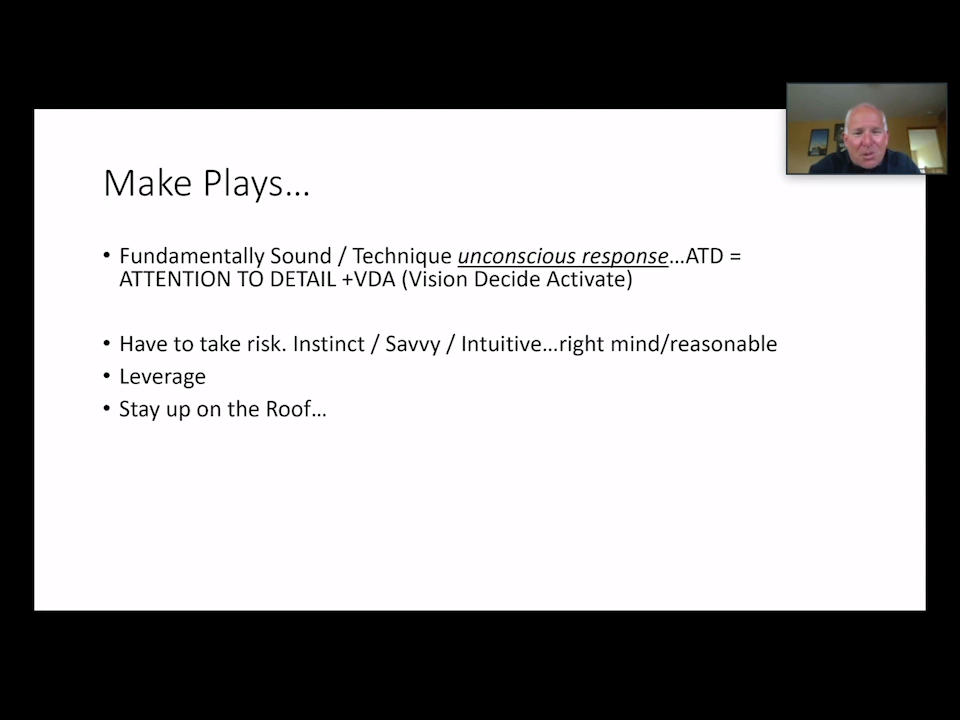 Make Plays…
• Fundamentally Sound / Technique unconscious response…ATD =
ATTENTION TO DETAIL +VDA (Vision Decide Activate)
• Have to take risk. Instinct / Savvy / Intuitive…right mind/reasonable
• Leverage
• Stay up on the Roof…